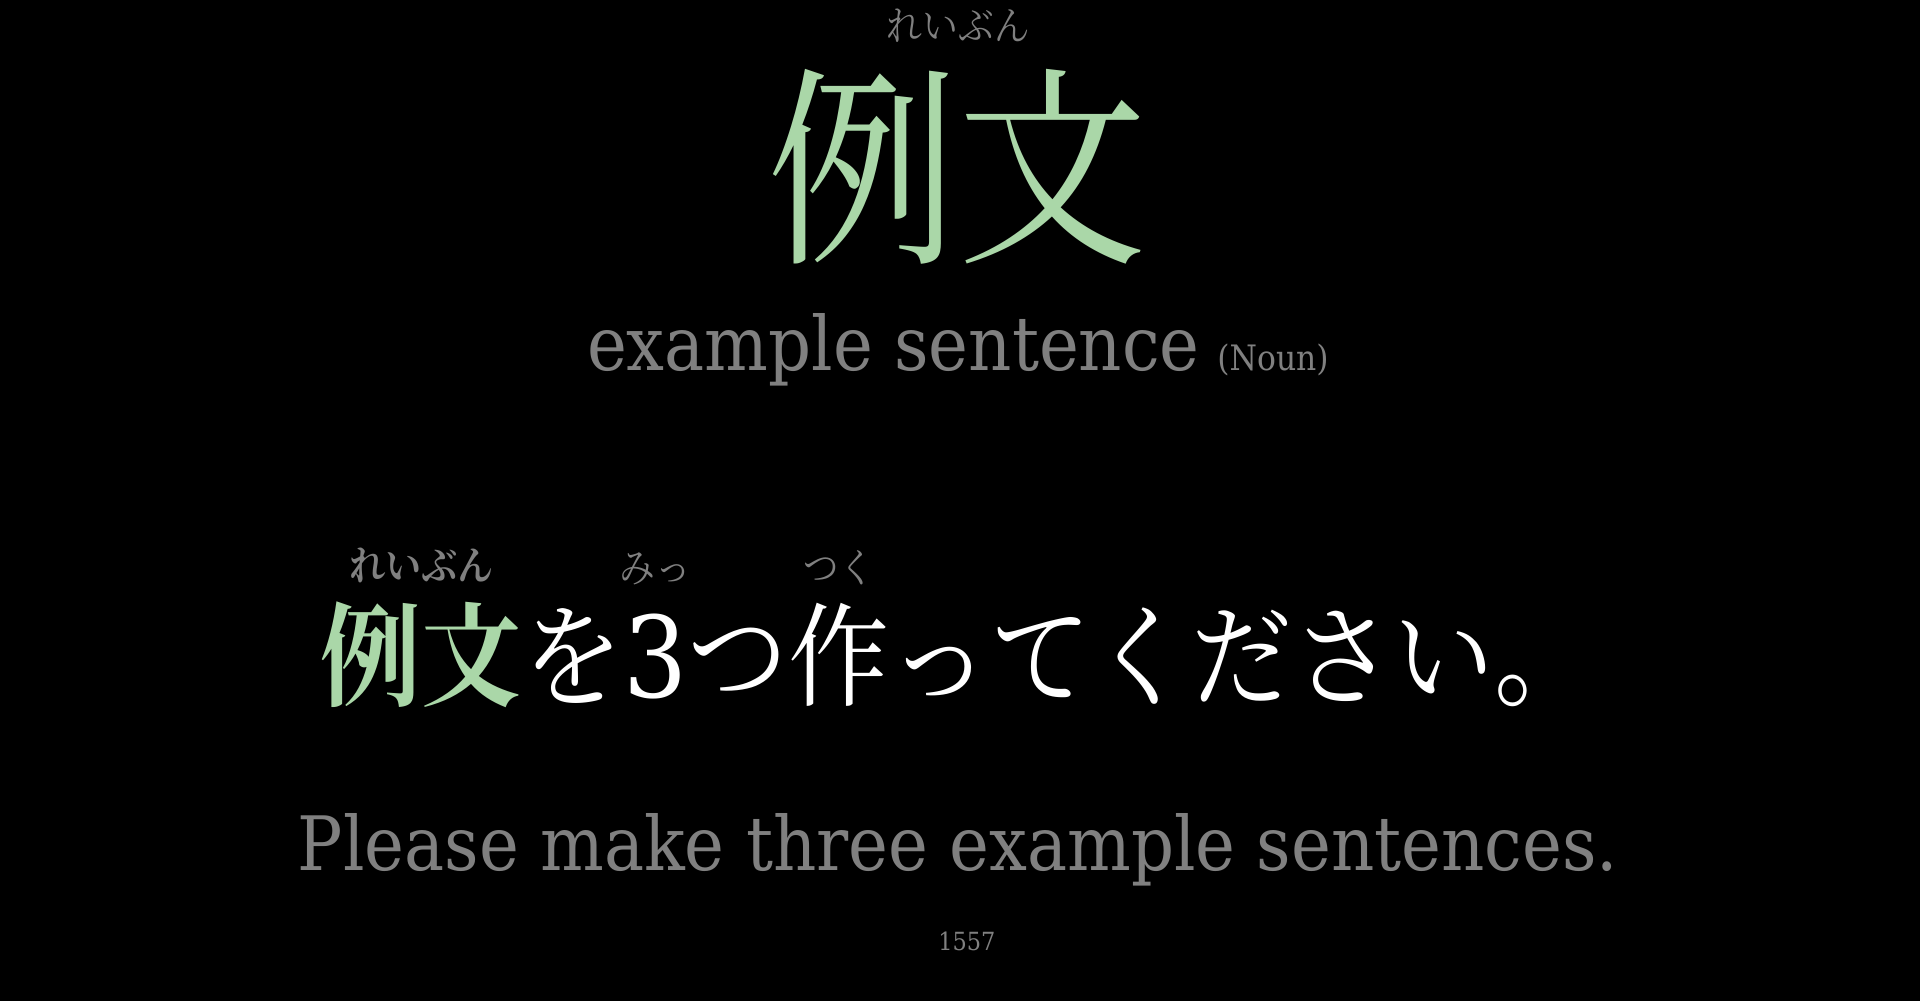 れいぶん
例文
example sentence (Noun)
れいぶん みっ つく
例文を3つ作ってください。
Please make three example sentences.
1557